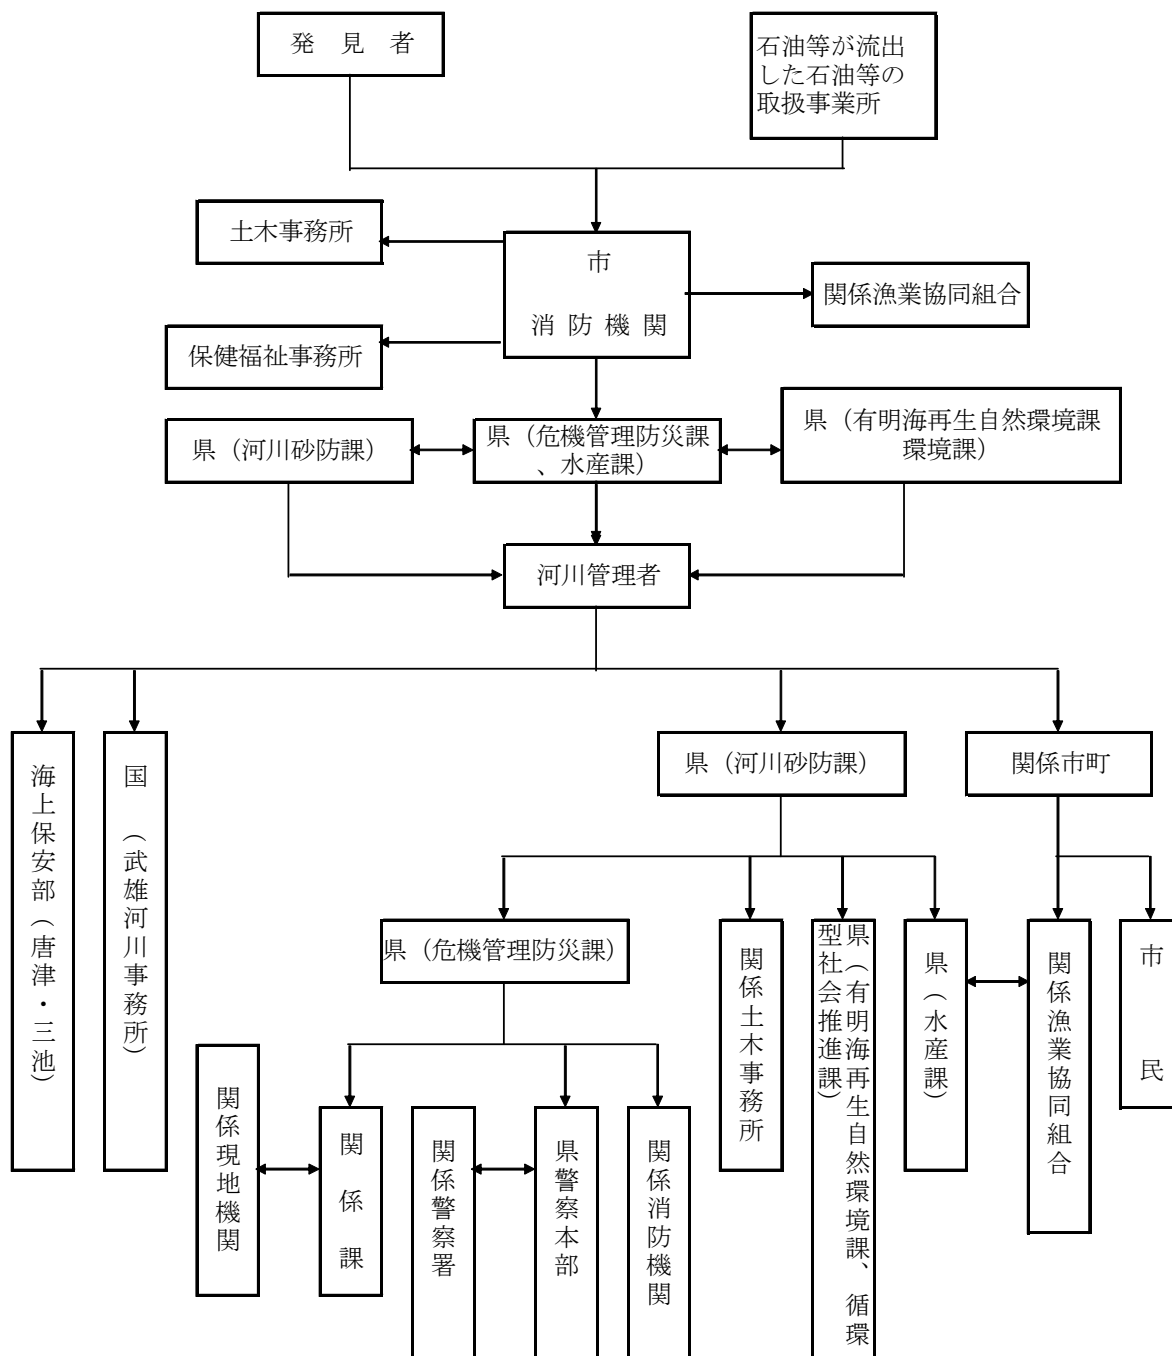 発　見　者
石油等が流出
した石油等の
取扱事業所
土木事務所
市
消 防 機 関
関係漁業協同組合
保健福祉事務所
県（河川砂防課）
県（危機管理防災課
、水産課）
県（有明海再生自然環境課
環境課）
河川管理者
海上保安部（唐津・三池）
国　（武雄河川事務所）
県（河川砂防課）
関係市町
県（危機管理防災課）
関係土木事務所
県（有明海再生自然環境課、循環
型社会推進課）
県（水産課）
関係漁業協同組合
市　民
関係現地機関
関　係　課
関係警察署
県警察本部
関係消防機関